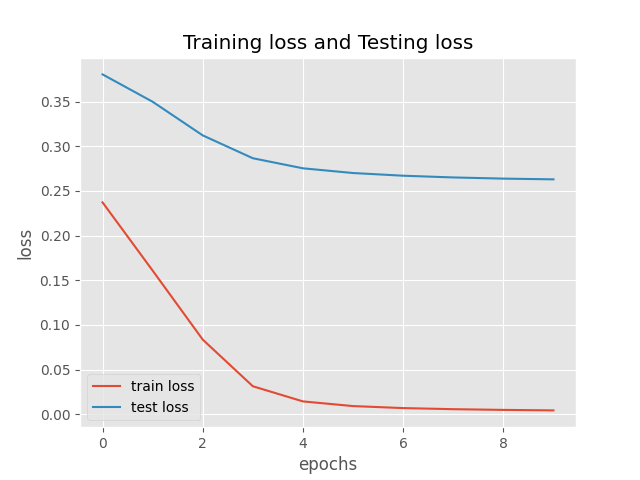 Training loss and Testing loss
0.35
0.30
0.25
0.20
0.15
0.10
0.05
0.00
loss
train loss
test loss
0 2 4 6 8
epochs